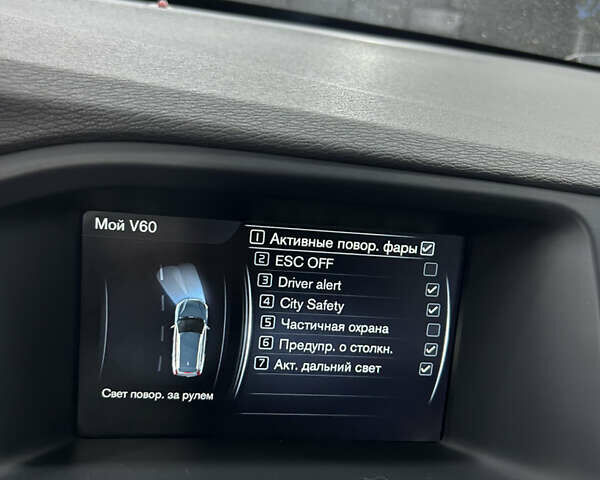 Мой V60
1 Активные повор. фары
2 ESC OFF
3 Driver alert
4 City Safety
5 Частичная охрана
6 Предупр. о столкн.
7 Акт. дальний свет
Свет повор. за рулем